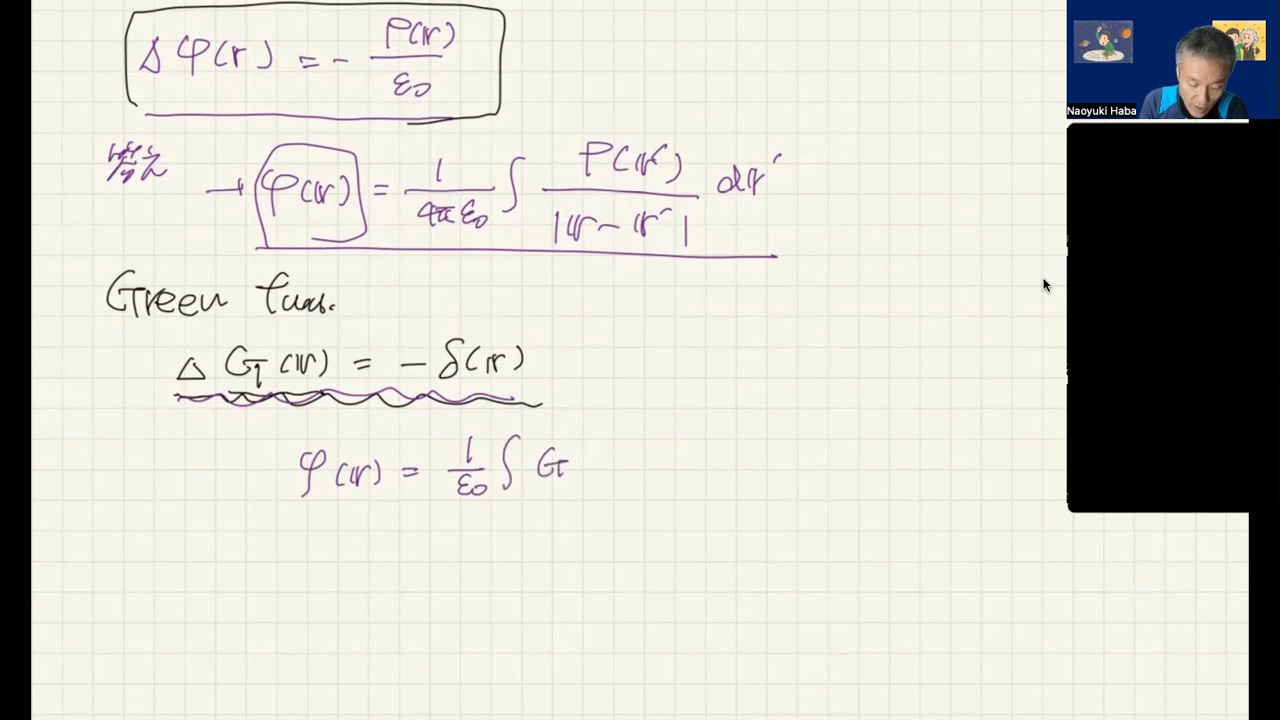 Δφ(r) = - ρ(r)/ε₀
答え → φ(r) = 1/4πε₀ ∫ ρ(r′)/|r - r′| dr′
Green func.
Δ G(r) = - δ(r)
φ(r) = 1/ε₀ ∫ G
Naoyuki Haba